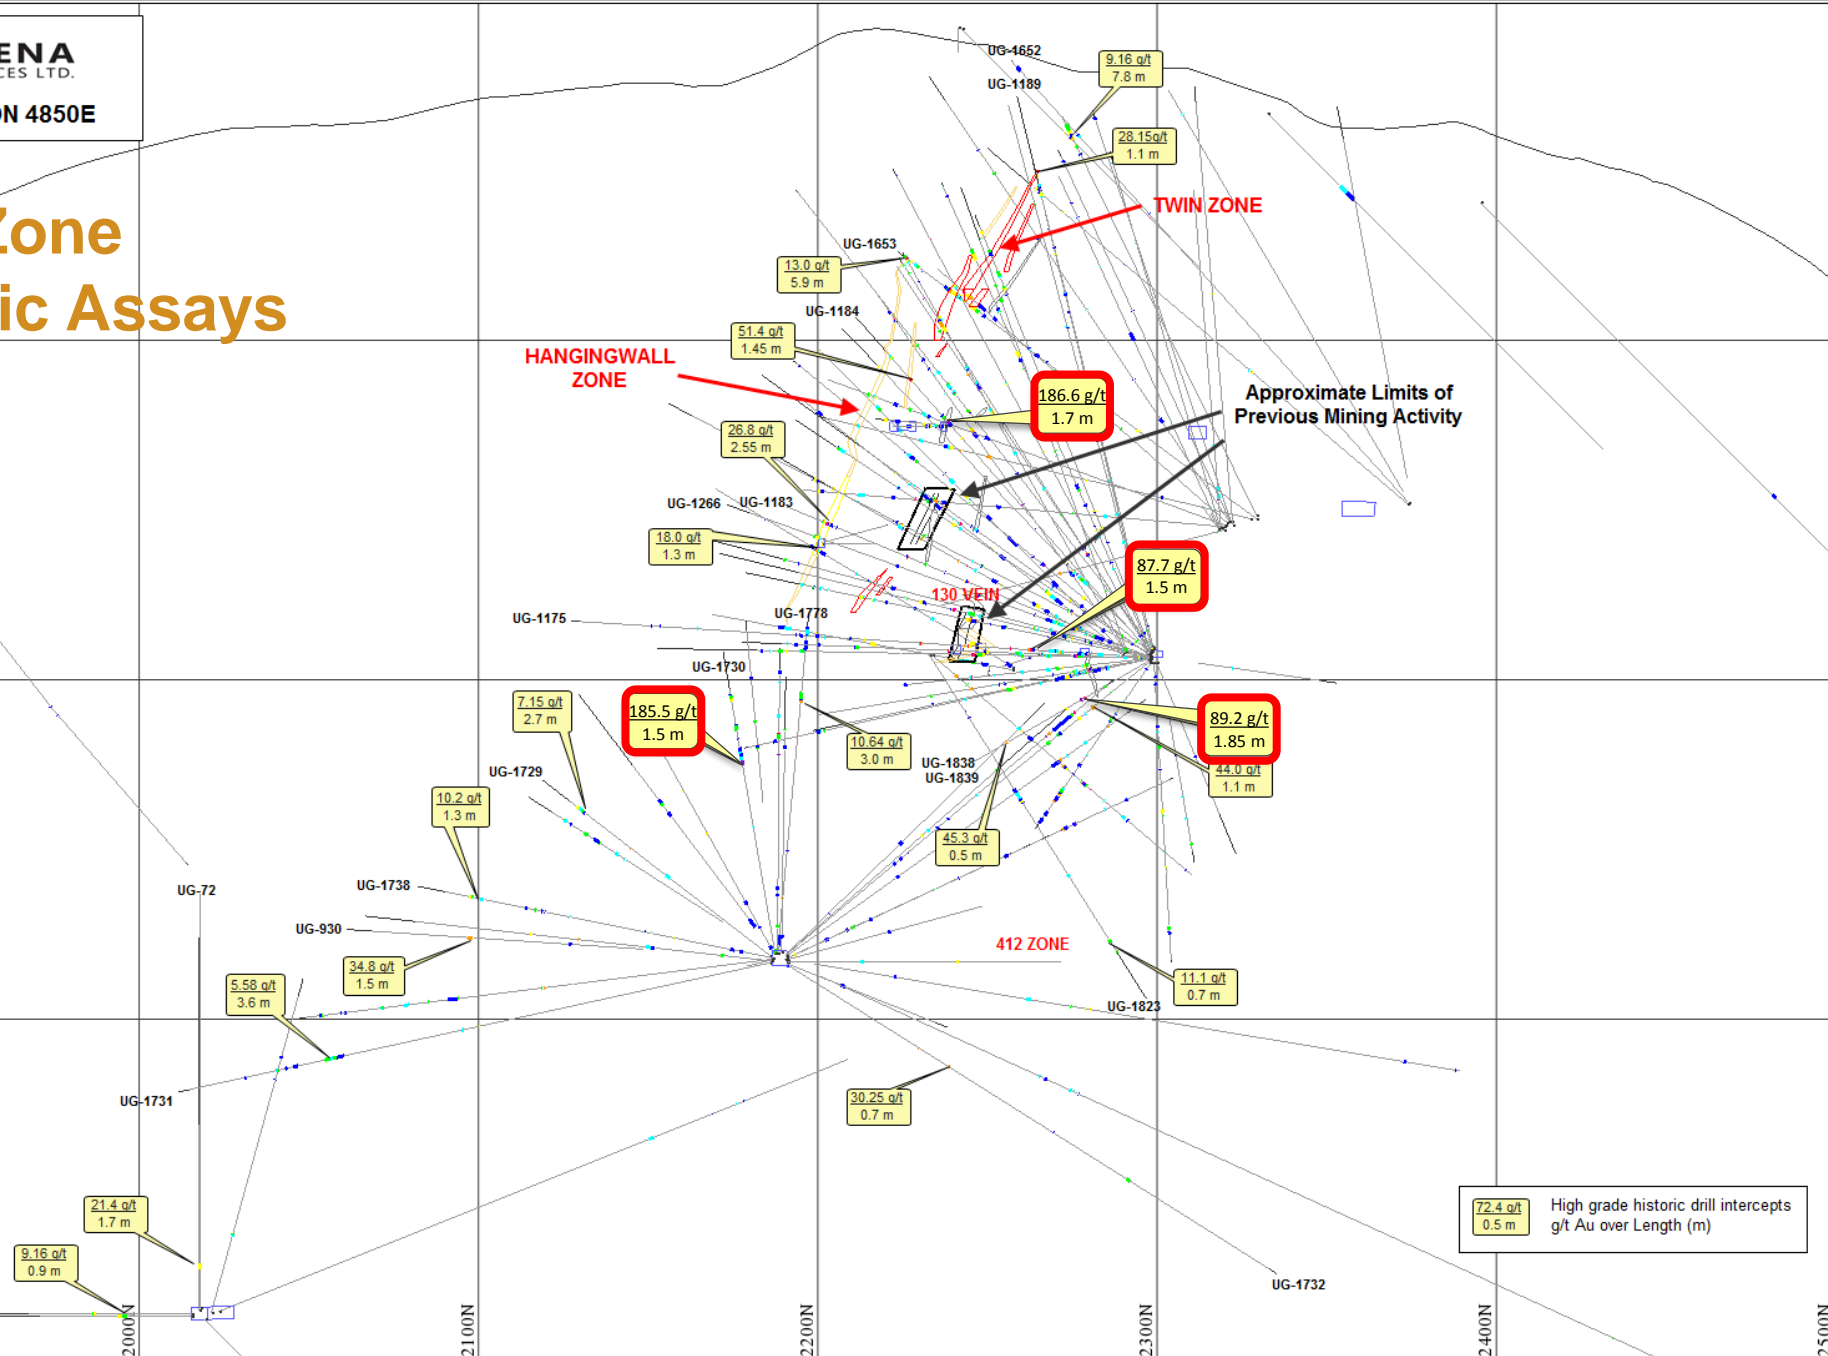 ENA
CES LTD.
ON 4850E
Zone
ic Assays
UG-1652
9.16 g/t
7.8 m
UG-1189
28.15g/t
1.1 m
TWIN ZONE
UG-1653
13.0 g/t
5.9 m
UG-1184
51.4 g/t
1.45 m
HANGINGWALL
ZONE
186.6 g/t
1.7 m
Approximate Limits of
Previous Mining Activity
26.8 g/t
2.55 m
UG-1266
UG-1183
18.0 g/t
1.3 m
87.7 g/t
1.5 m
130 VEIN
UG-1175
UG-1778
UG-1730
7.15 g/t
2.7 m
185.5 g/t
1.5 m
89.2 g/t
1.85 m
10.64 g/t
3.0 m
UG-1838
UG-1839
44.0 g/t
1.1 m
UG-1729
10.2 g/t
1.3 m
45.3 g/t
0.5 m
UG-72
UG-1738
UG-930
412 ZONE
34.8 g/t
1.5 m
5.58 g/t
3.6 m
11.1 g/t
0.7 m
UG-1823
UG-1731
30.25 g/t
0.7 m
21.4 g/t
1.7 m
72.4 g/t
0.5 m
High grade historic drill intercepts
g/t Au over Length (m)
9.16 g/t
0.9 m
UG-1732
2000N
2100N
2200N
2300N
2400N
2500N